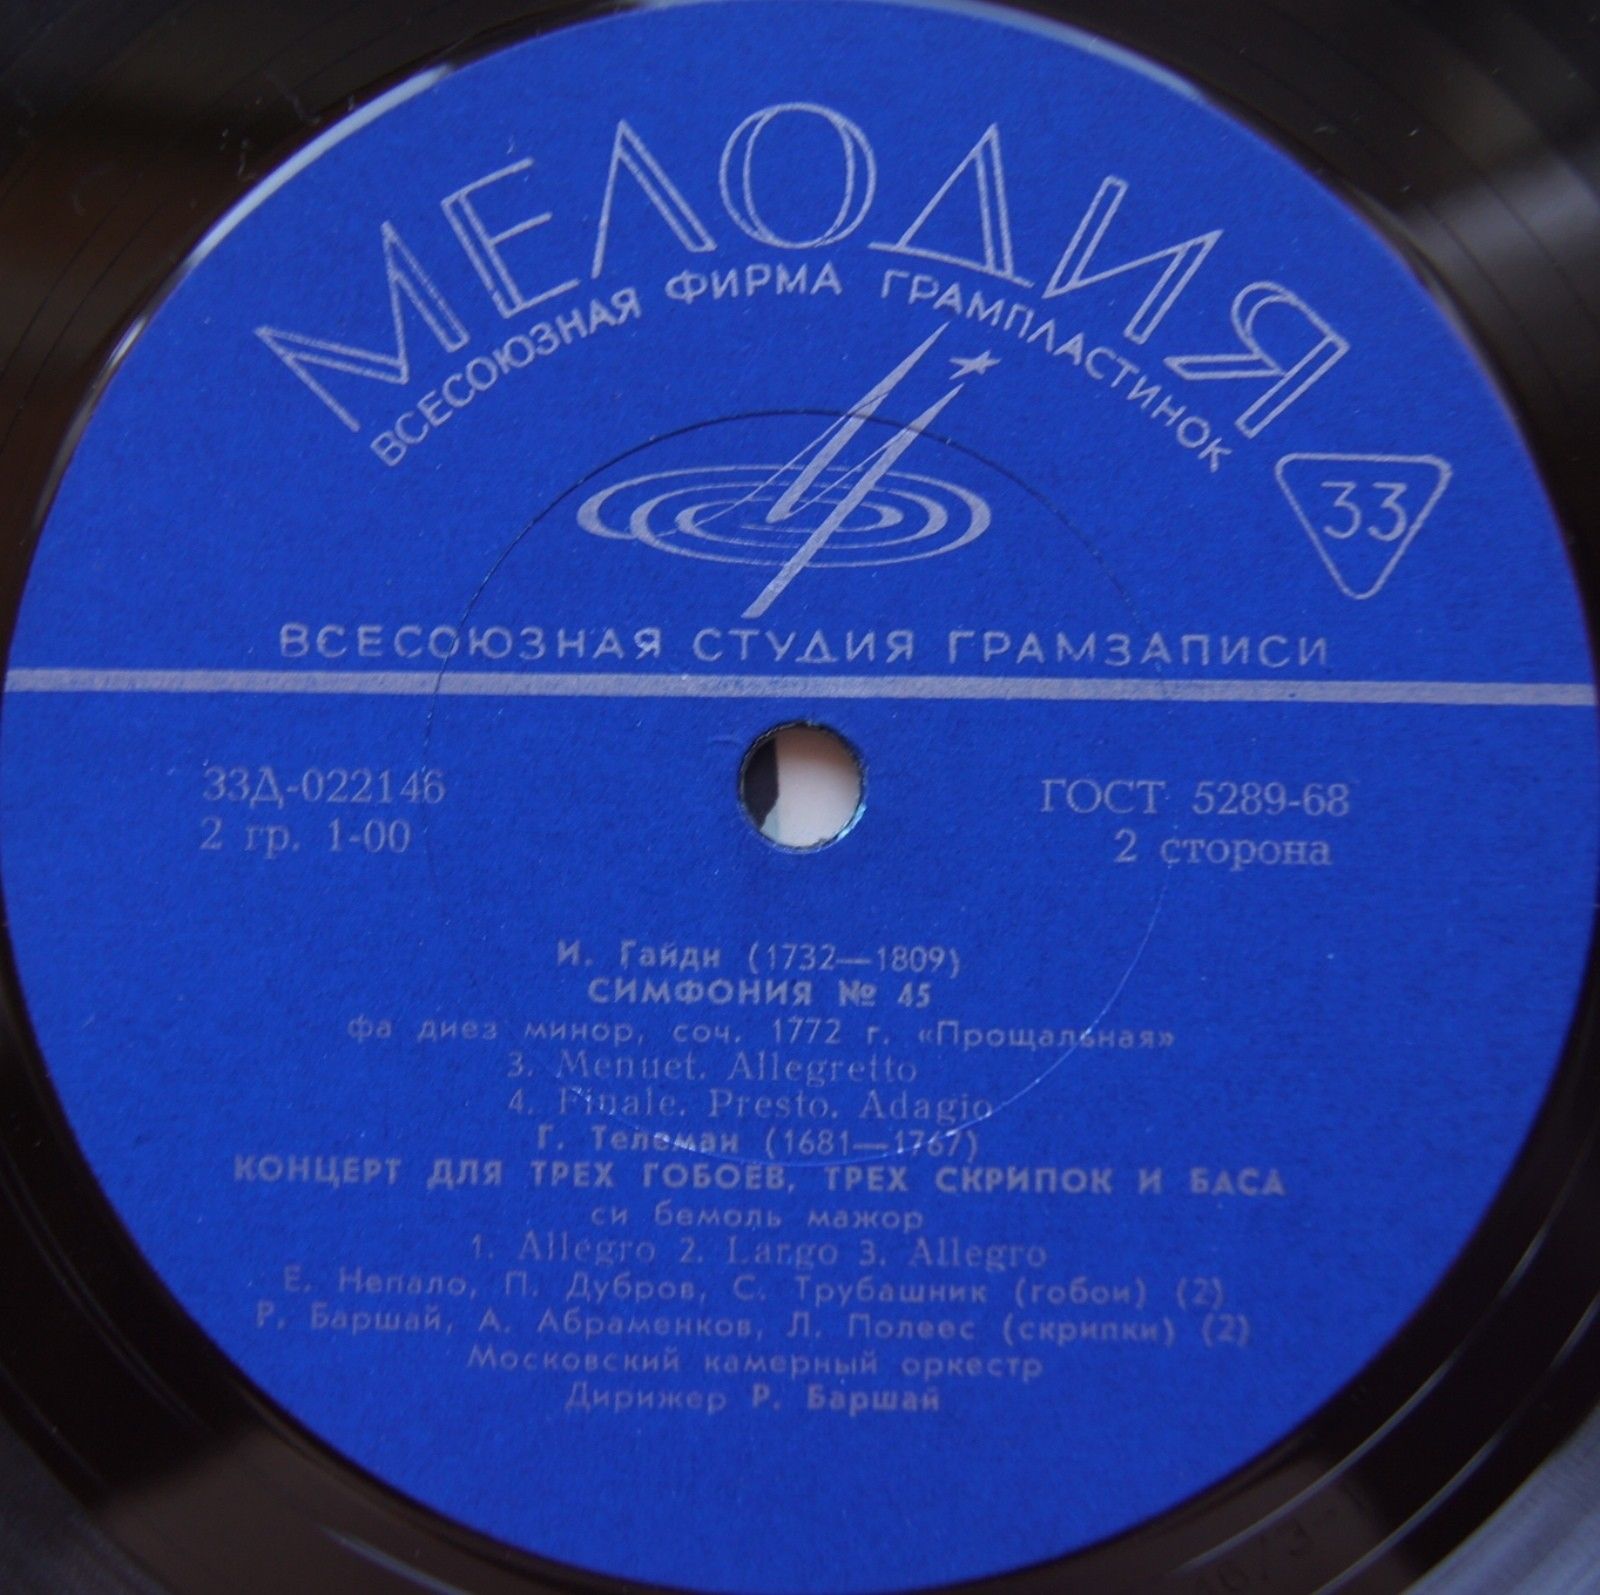 МЕЛОДИЯ
ВСЕСОЮЗНАЯ ФИРМА ГРАМПЛАСТИНОК
33
ВСЕСОЮЗНАЯ СТУДИЯ ГРАМЗАПИСИ
33Д-022146
2 гр. 1-00
ГОСТ 5289-68
2 сторона
И. Гайдн (1732—1809)
СИМФОНИЯ № 45
фа диез минор, соч. 1772 г. «Прощальная»
3. Menuet. Allegretto
4. Finale. Presto. Adagio
Г. Телеман (1681—1767)
КОНЦЕРТ ДЛЯ ТРЕХ ГОБОЕВ, ТРЕХ СКРИПОК И БАСА
си бемоль мажор
1. Allegro 2. Largo 3. Allegro
Е. Непало, П. Дубров, С. Трубашник (гобои) (2)
Р. Баршай, А. Абраменков, Л. Полеес (скрипки) (2)
Московский камерный оркестр
Дирижер Р. Баршай